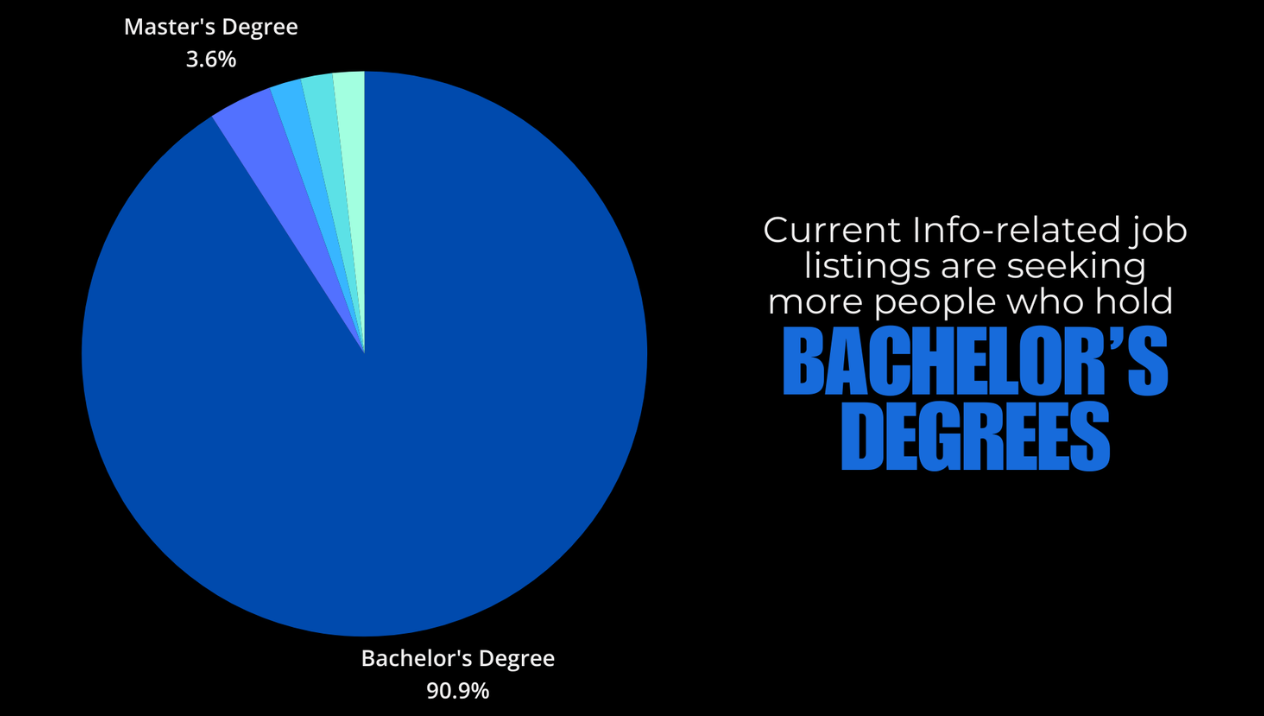 Master's Degree
3.6%
Current Info-related job
listings are seeking
more people who hold
BACHELOR’S
DEGREES
Bachelor's Degree
90.9%